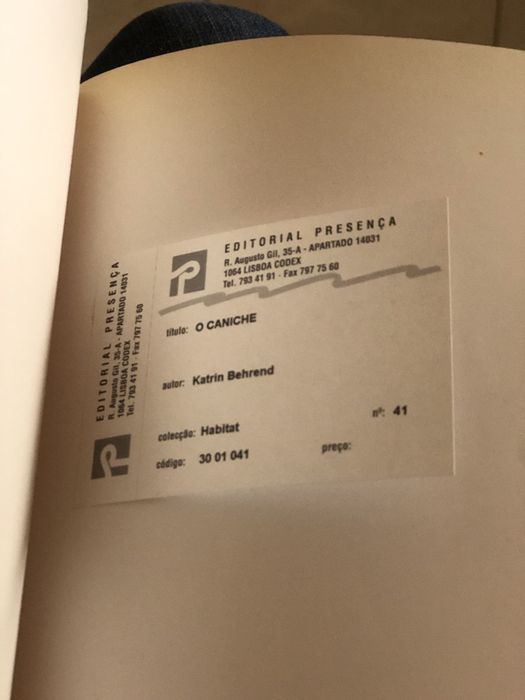 EDITORIAL PRESENÇA
R. Augusto Gil, 35-A - APARTADO 14031
1064 LISBOA CODEX
Tel. 793 41 91 - Fax 797 75 60
EDITORIAL PRESENÇA
R. Augusto Gil, 35-A - APARTADO 14031
1064 LISBOA CODEX
Tel. 793 41 91 - Fax 797 75 60
título: O CANICHE
autor: Katrin Behrend
nº: 41
colecção: Habitat
código: 30 01 041
preço: